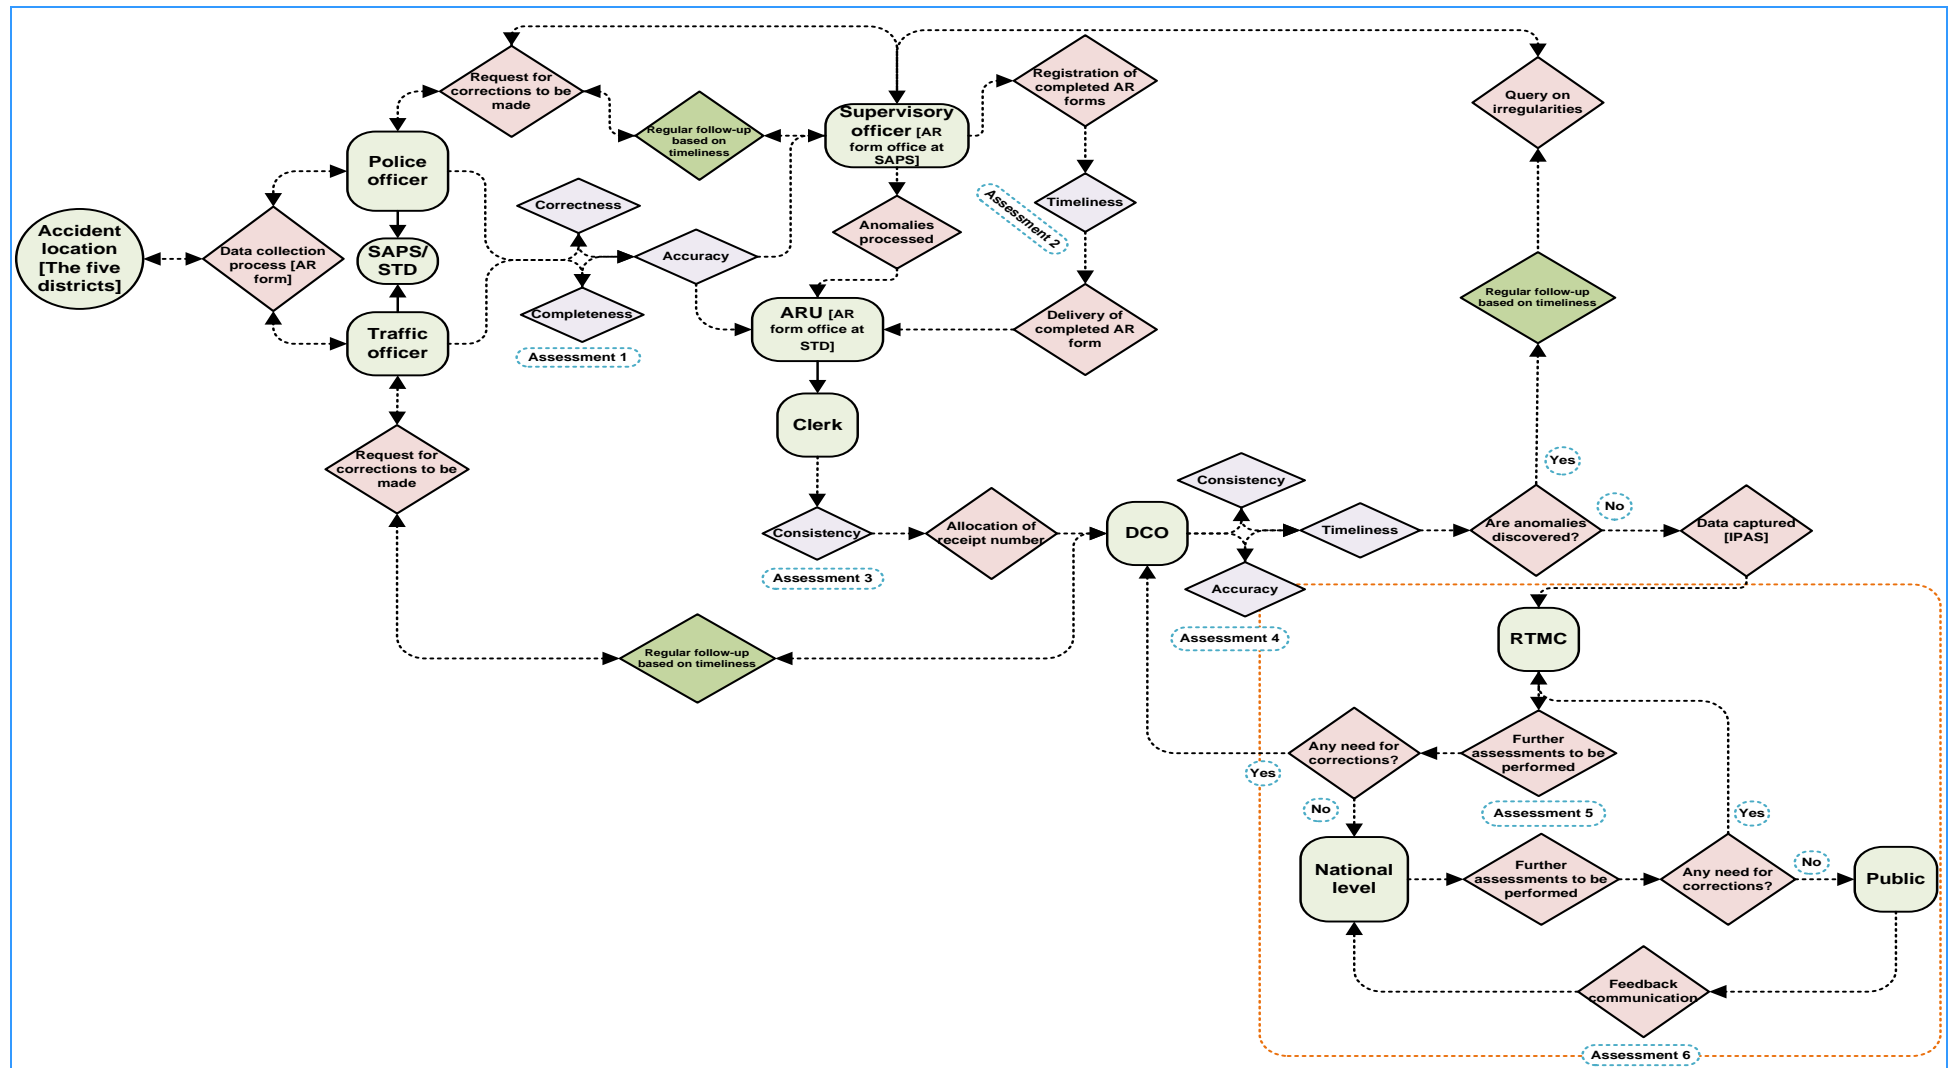 Request for
corrections to be
made
Registration of
completed AR
forms
Query on
irregularities
Regular follow-up
based on
timeliness
Supervisory
officer [AR
form office at
SAPS]
Police
officer
Correctness
Assessment 2
Timeliness
Anomalies
processed
Accident
location
[The five
districts]
Data collection
process [AR
form]
SAPS/
STD
Accuracy
Regular follow-up
based on timeliness
Completeness
Traffic
officer
Assessment 1
ARU [AR
form office at
STD]
Delivery of
completed AR
form
Clerk
Request for
corrections to be
made
Yes
Consistency
No
Consistency
Allocation of
receipt number
DCO
Timeliness
Are anomalies
discovered?
Data captured
[IPAS]
Assessment 3
Accuracy
Assessment 4
RTMC
Regular follow-up
based on timeliness
Any need for
corrections?
Further
assessments to be
performed
Yes
No
Assessment 5
Yes
National
level
Further
assessments to be
performed
Any need for
corrections?
No
Public
Feedback
communication
Assessment 6